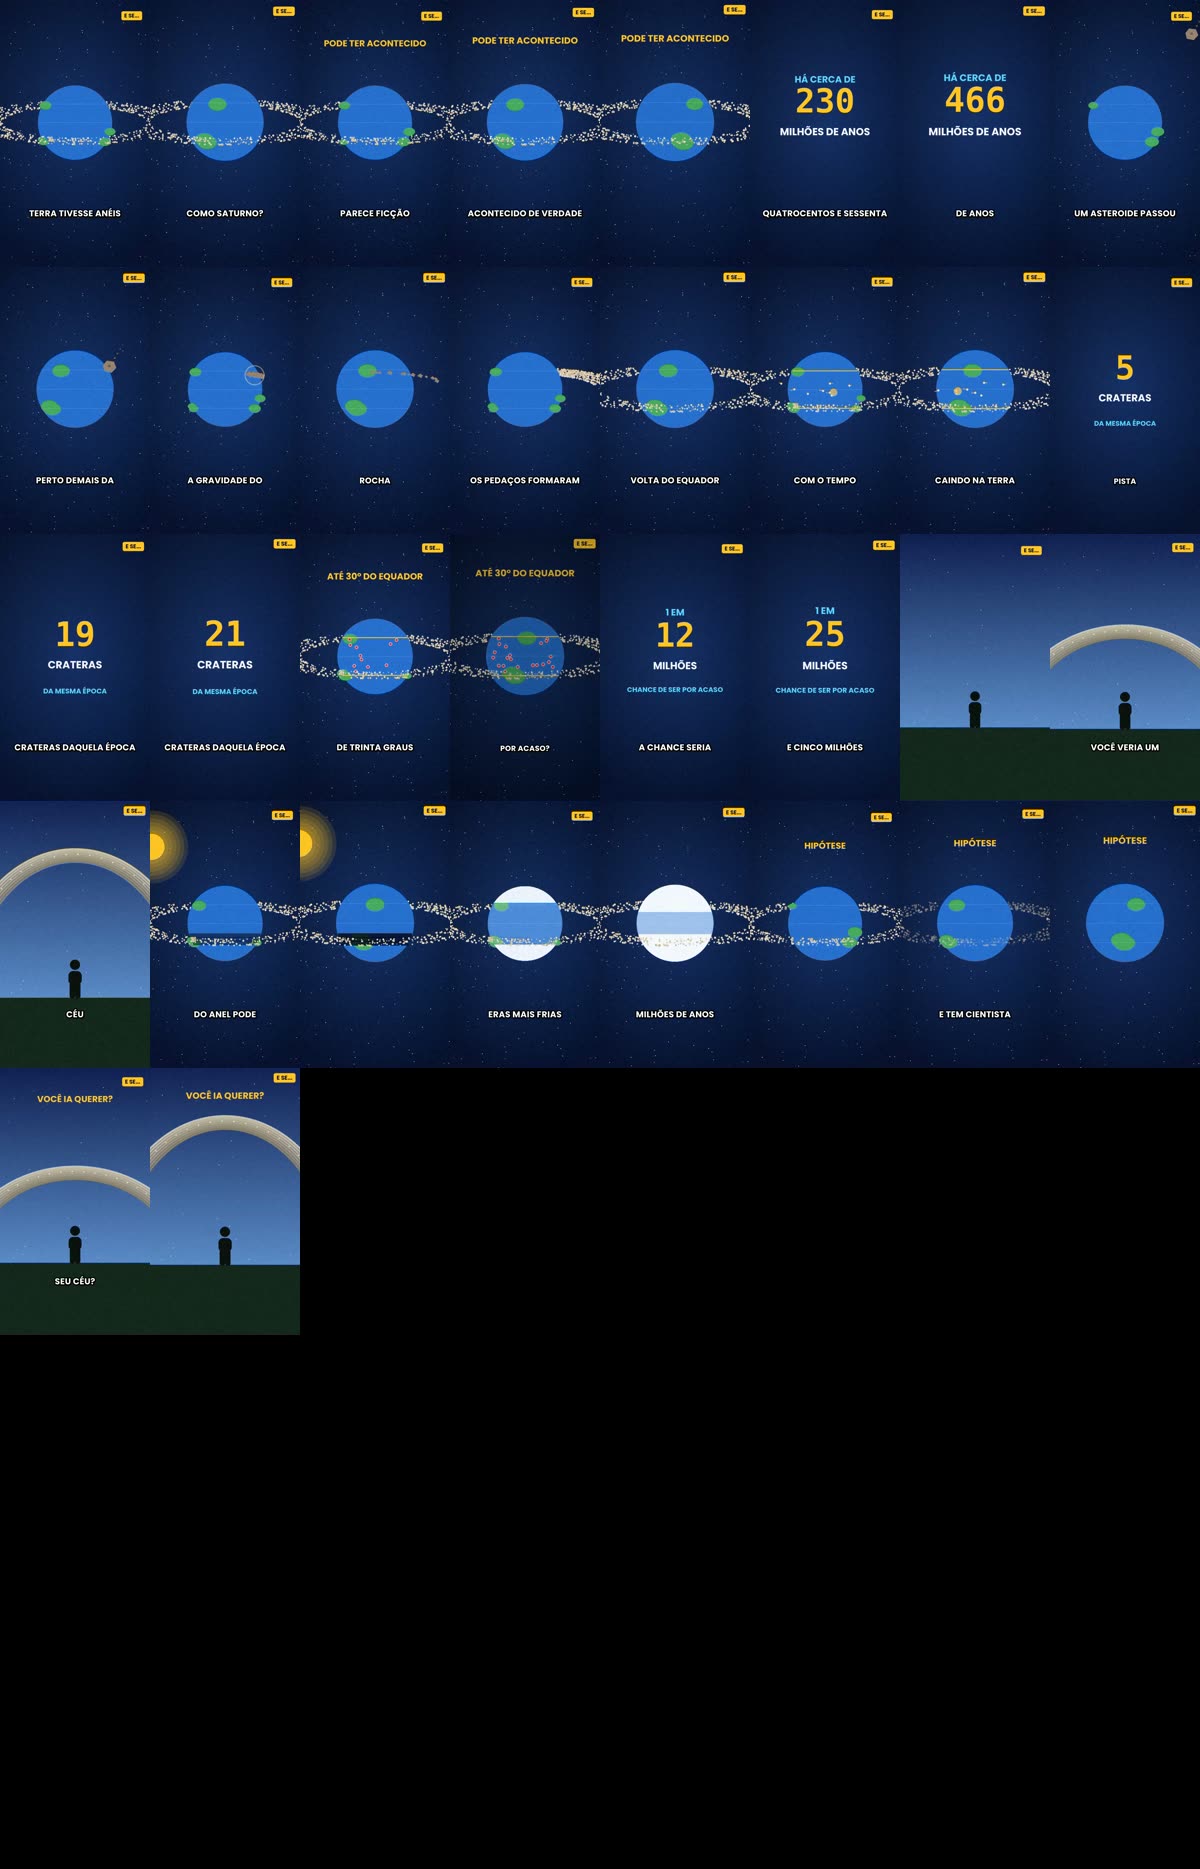 E SE...
TERRA TIVESSE ANÉIS
E SE...
COMO SATURNO?
E SE...
PODE TER ACONTECIDO
PARECE FICÇÃO
E SE...
PODE TER ACONTECIDO
ACONTECIDO DE VERDADE
E SE...
PODE TER ACONTECIDO
E SE...
HÁ CERCA DE
230
MILHÕES DE ANOS
QUATROCENTOS E SESSENTA
E SE...
HÁ CERCA DE
466
MILHÕES DE ANOS
DE ANOS
E SE...
UM ASTEROIDE PASSOU
E SE...
PERTO DEMAIS DA
E SE...
A GRAVIDADE DO
E SE...
ROCHA
E SE...
OS PEDAÇOS FORMARAM
E SE...
VOLTA DO EQUADOR
E SE...
COM O TEMPO
E SE...
CAINDO NA TERRA
E SE...
5
CRATERAS
DA MESMA ÉPOCA
PISTA
E SE...
19
CRATERAS
DA MESMA ÉPOCA
CRATERAS DAQUELA ÉPOCA
E SE...
21
CRATERAS
DA MESMA ÉPOCA
CRATERAS DAQUELA ÉPOCA
E SE...
ATÉ 30° DO EQUADOR
DE TRINTA GRAUS
E SE...
ATÉ 30° DO EQUADOR
POR ACASO?
E SE...
1 EM
12
MILHÕES
CHANCE DE SER POR ACASO
A CHANCE SERIA
E SE...
1 EM
25
MILHÕES
CHANCE DE SER POR ACASO
E CINCO MILHÕES
E SE...
E SE...
VOCÊ VERIA UM
E SE...
CÉU
E SE...
DO ANEL PODE
E SE...
E SE...
ERAS MAIS FRIAS
E SE...
MILHÕES DE ANOS
E SE...
HIPÓTESE
E SE...
HIPÓTESE
E TEM CIENTISTA
E SE...
HIPÓTESE
E SE...
VOCÊ IA QUERER?
SEU CÉU?
E SE...
VOCÊ IA QUERER?